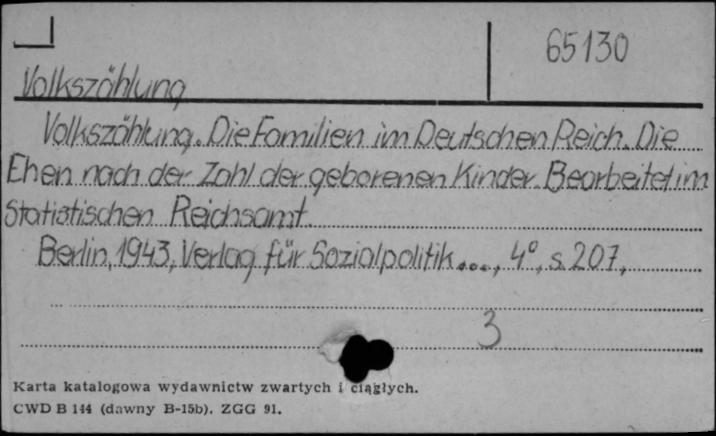 65130
Volkszählung
Volkszählung. Die Familien im Deutschen Reich. Die
Ehen nach der Zahl der geborenen Kinder. Bearbeitet im
Statistischen Reichsamt.
Berlin, 1943, Verlag für Sozialpolitik..., 4°, s. 207,
3
Karta katalogowa wydawnictw zwartych i ciągłych.
CWD B 144 (dawny B-15b). ZGG 91.